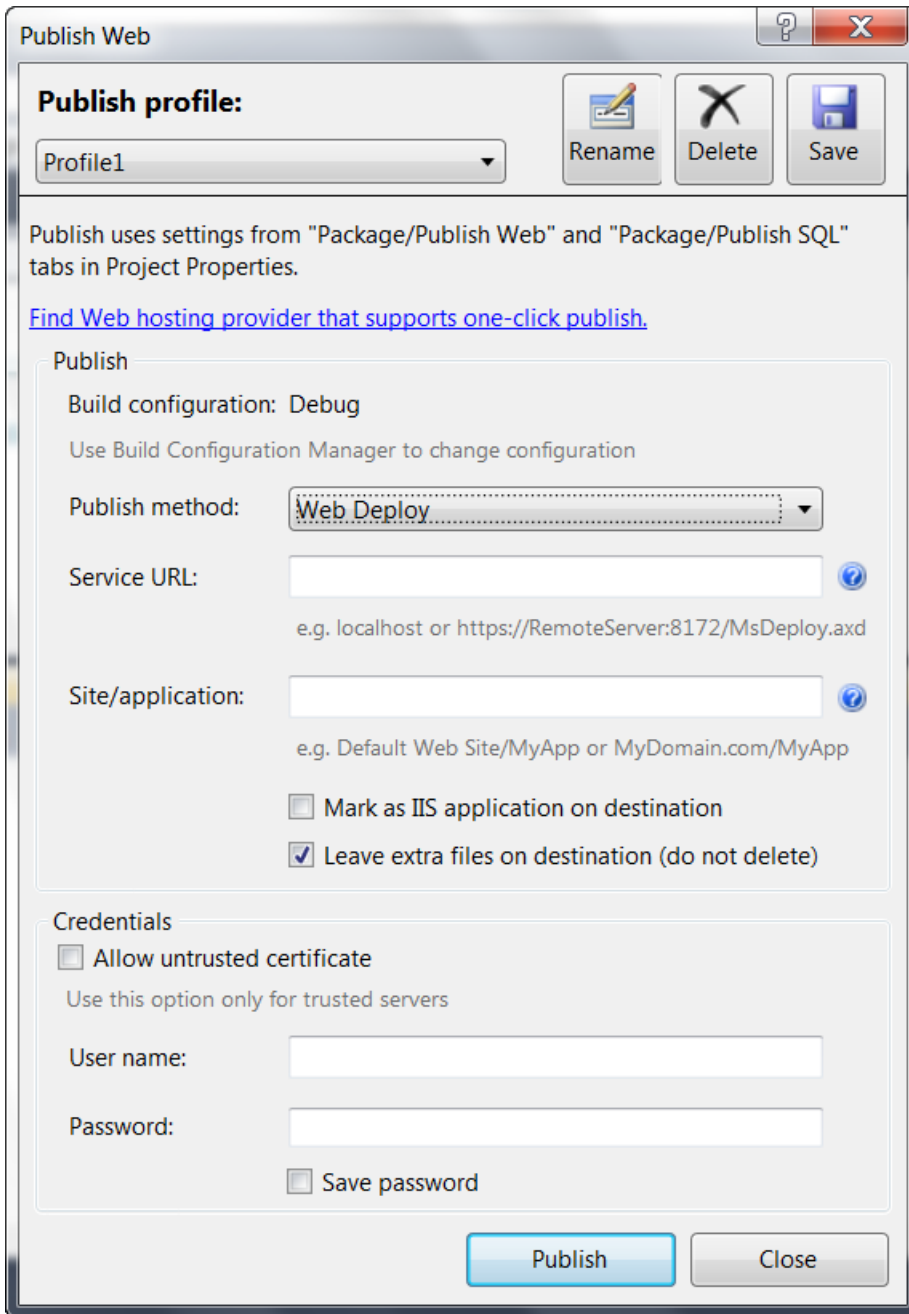 Publish Web
Publish profile:
Profile1
Rename
Delete
Save
Publish uses settings from "Package/Publish Web" and "Package/Publish SQL"
tabs in Project Properties.
Find Web hosting provider that supports one-click publish.
Publish
Build configuration: Debug
Use Build Configuration Manager to change configuration
Publish method: Web Deploy
Service URL:
e.g. localhost or https://RemoteServer:8172/MsDeploy.axd
Site/application:
e.g. Default Web Site/MyApp or MyDomain.com/MyApp
Mark as IIS application on destination
Leave extra files on destination (do not delete)
Credentials
Allow untrusted certificate
Use this option only for trusted servers
User name:
Password:
Save password
Publish
Close